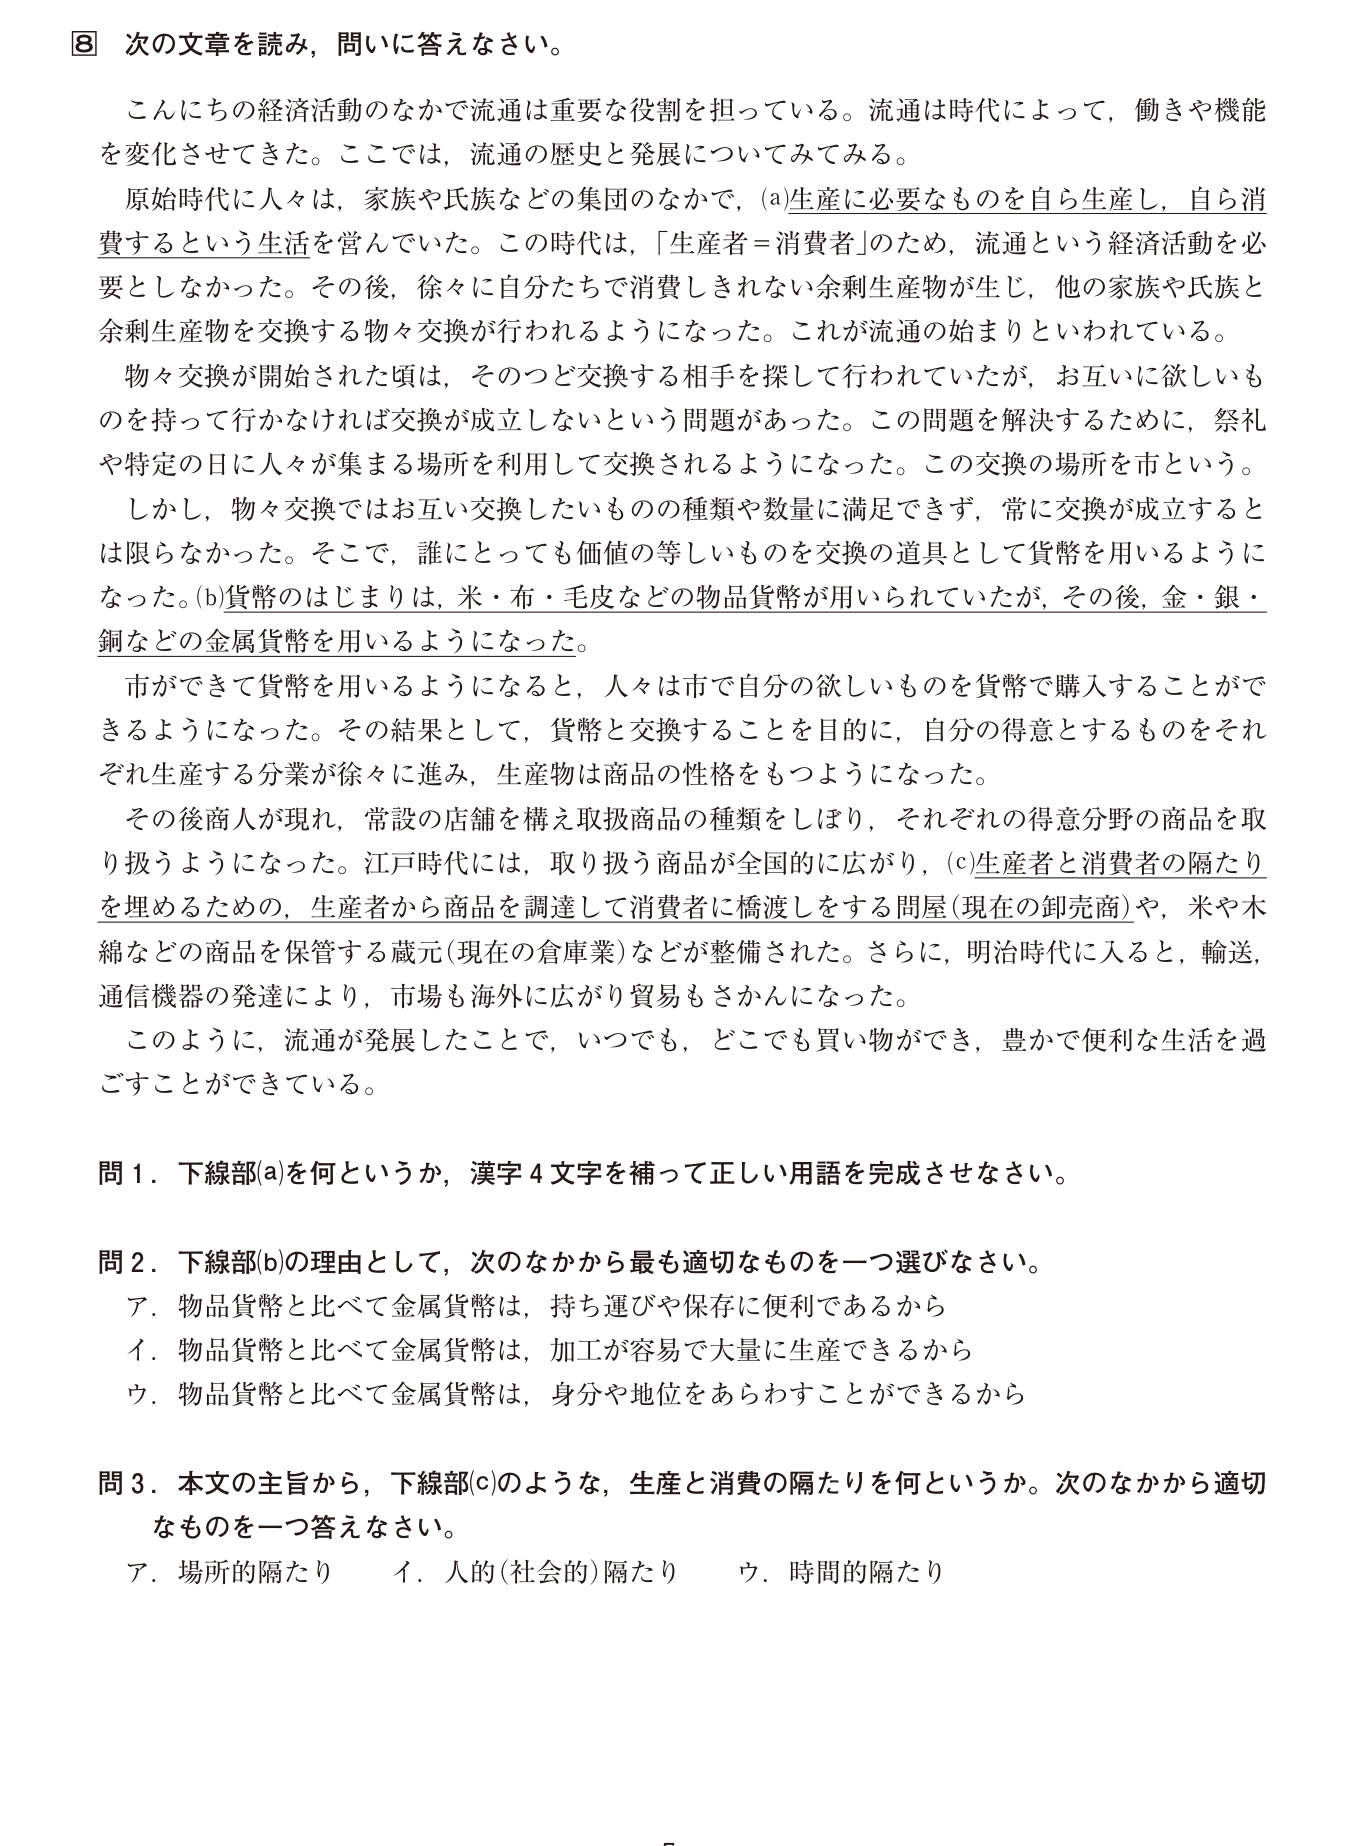 8 次の文章を読み，問いに答えなさい。
こんにちの経済活動のなかで流通は重要な役割を担っている。流通は時代によって，働きや機能
を変化させてきた。ここでは，流通の歴史と発展についてみてみる。
原始時代に人々は，家族や氏族などの集団のなかで，(a)生産に必要なものを自ら生産し，自ら消
費するという生活を営んでいた。この時代は，「生産者＝消費者」のため，流通という経済活動を必
要としなかった。その後，徐々に自分たちで消費しきれない余剰生産物が生じ，他の家族や氏族と
余剰生産物を交換する物々交換が行われるようになった。これが流通の始まりといわれている。
物々交換が開始された頃は，そのつど交換する相手を探して行われていたが，お互いに欲しいも
のを持って行かなければ交換が成立しないという問題があった。この問題を解決するために，祭礼
や特定の日に人々が集まる場所を利用して交換されるようになった。この交換の場所を市という。
しかし，物々交換ではお互い交換したいものの種類や数量に満足できず，常に交換が成立すると
は限らなかった。そこで，誰にとっても価値の等しいものを交換の道具として貨幣を用いるように
なった。(b)貨幣のはじまりは，米・布・毛皮などの物品貨幣が用いられていたが，その後，金・銀・
銅などの金属貨幣を用いるようになった。
市ができて貨幣を用いるようになると，人々は市で自分の欲しいものを貨幣で購入することがで
きるようになった。その結果として，貨幣と交換することを目的に，自分の得意とするものをそれ
ぞれ生産する分業が徐々に進み，生産物は商品の性格をもつようになった。
その後商人が現れ，常設の店舗を構え取扱商品の種類をしぼり，それぞれの得意分野の商品を取
り扱うようになった。江戸時代には，取り扱う商品が全国的に広がり，(c)生産者と消費者の隔たり
を埋めるための，生産者から商品を調達して消費者に橋渡しをする問屋(現在の卸売商)や，米や木
綿などの商品を保管する蔵元(現在の倉庫業)などが整備された。さらに，明治時代に入ると，輸送，
通信機器の発達により，市場も海外に広がり貿易もさかんになった。
このように，流通が発展したことで，いつでも，どこでも買い物ができ，豊かで便利な生活を過
ごすことができている。
問1．下線部(a)を何というか，漢字4文字を補って正しい用語を完成させなさい。
問2．下線部(b)の理由として，次のなかから最も適切なものを一つ選びなさい。
ア．物品貨幣と比べて金属貨幣は，持ち運びや保存に便利であるから
イ．物品貨幣と比べて金属貨幣は，加工が容易で大量に生産できるから
ウ．物品貨幣と比べて金属貨幣は，身分や地位をあらわすことができるから
問3．本文の主旨から，下線部(c)のような，生産と消費の隔たりを何というか。次のなかから適切
なものを一つ答えなさい。
ア．場所的隔たり　　イ．人的(社会的)隔たり　　ウ．時間的隔たり